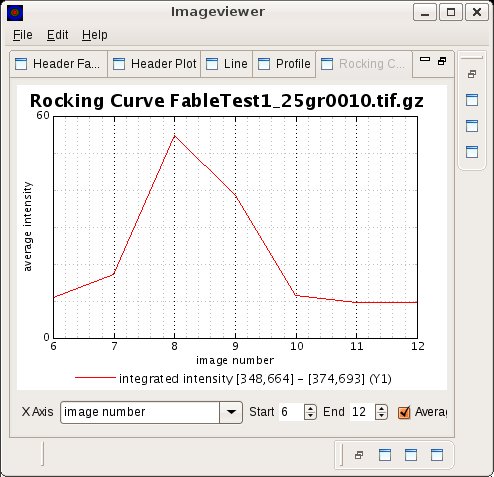 Imageviewer
File Edit Help
Header Fa... Header Plot Line Profile Rocking C...
Rocking Curve FableTest1_25gr0010.tif.gz
60
average intensity
0
6 7 8 9 10 11 12
image number
integrated intensity [348,664] – [374,693] (Y1)
X Axis image number Start 6 End 12 Averag